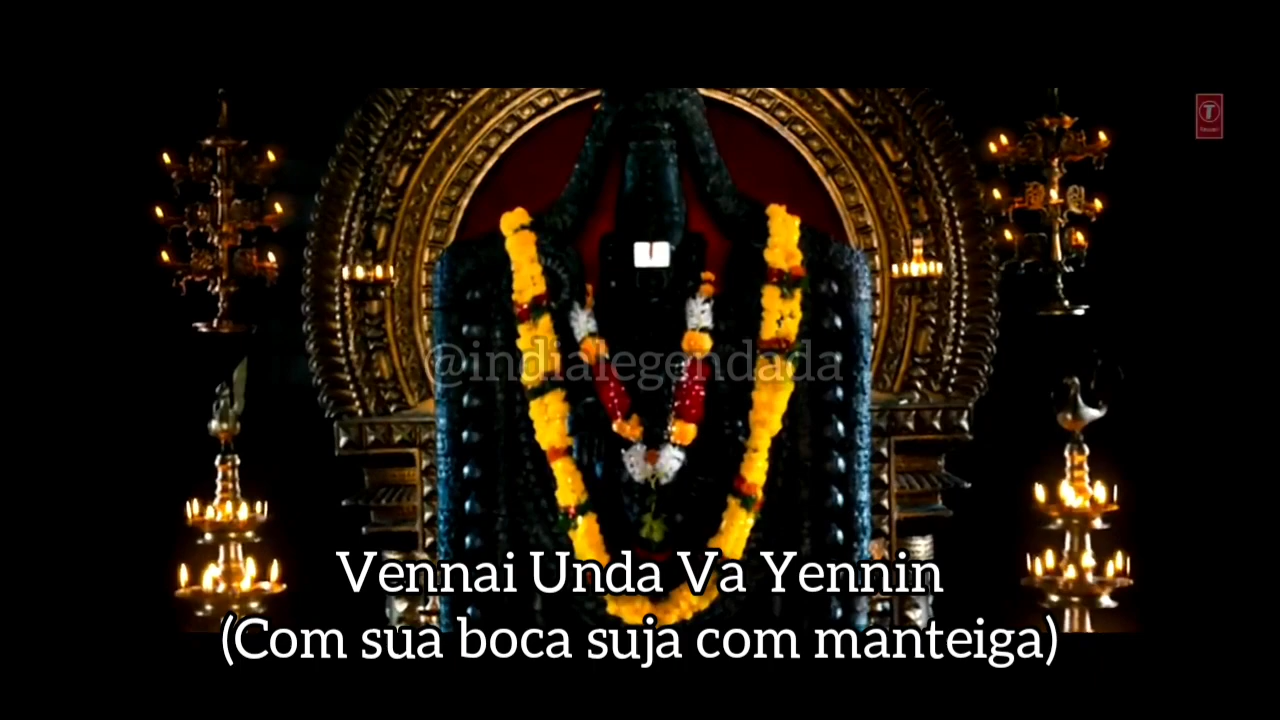 @indialegendada
Vennai Unda Va Yennin
(Com sua boca suja com manteiga)